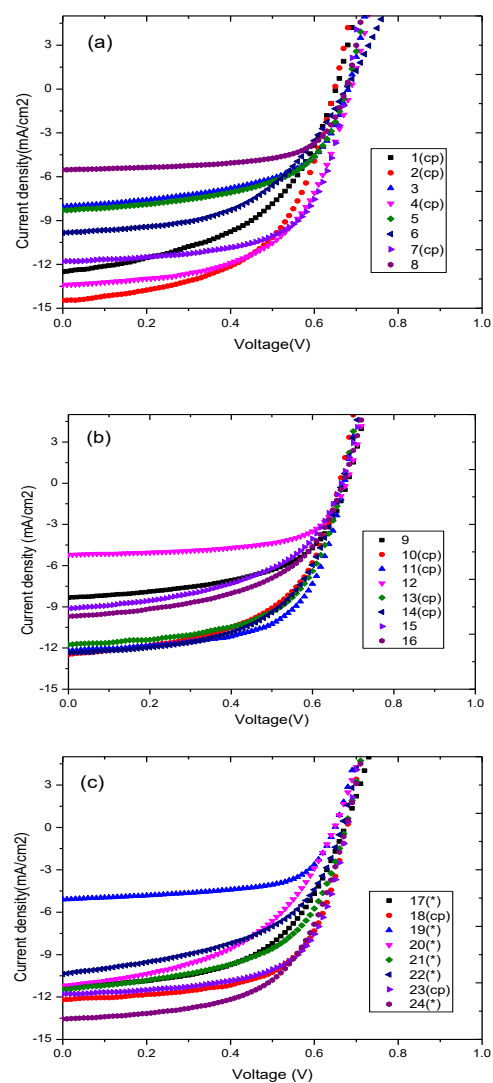 (a)
Current density(mA/cm2)
3
0
-3
-6
-9
-12
-15
1(cp)
2(cp)
3
4(cp)
5
6
7(cp)
8
0.0 0.2 0.4 0.6 0.8 1.0
Voltage(V)
(b)
Current density (mA/cm2)
3
0
-3
-6
-9
-12
-15
9
10(cp)
11(cp)
12
13(cp)
14(cp)
15
16
0.0 0.2 0.4 0.6 0.8 1.0
Voltage(V)
(c)
Current density(mA/cm2)
3
0
-3
-6
-9
-12
-15
17(*)
18(cp)
19(*)
20(*)
21(*)
22(*)
23(cp)
24(*)
0.0 0.2 0.4 0.6 0.8 1.0
Voltage (V)